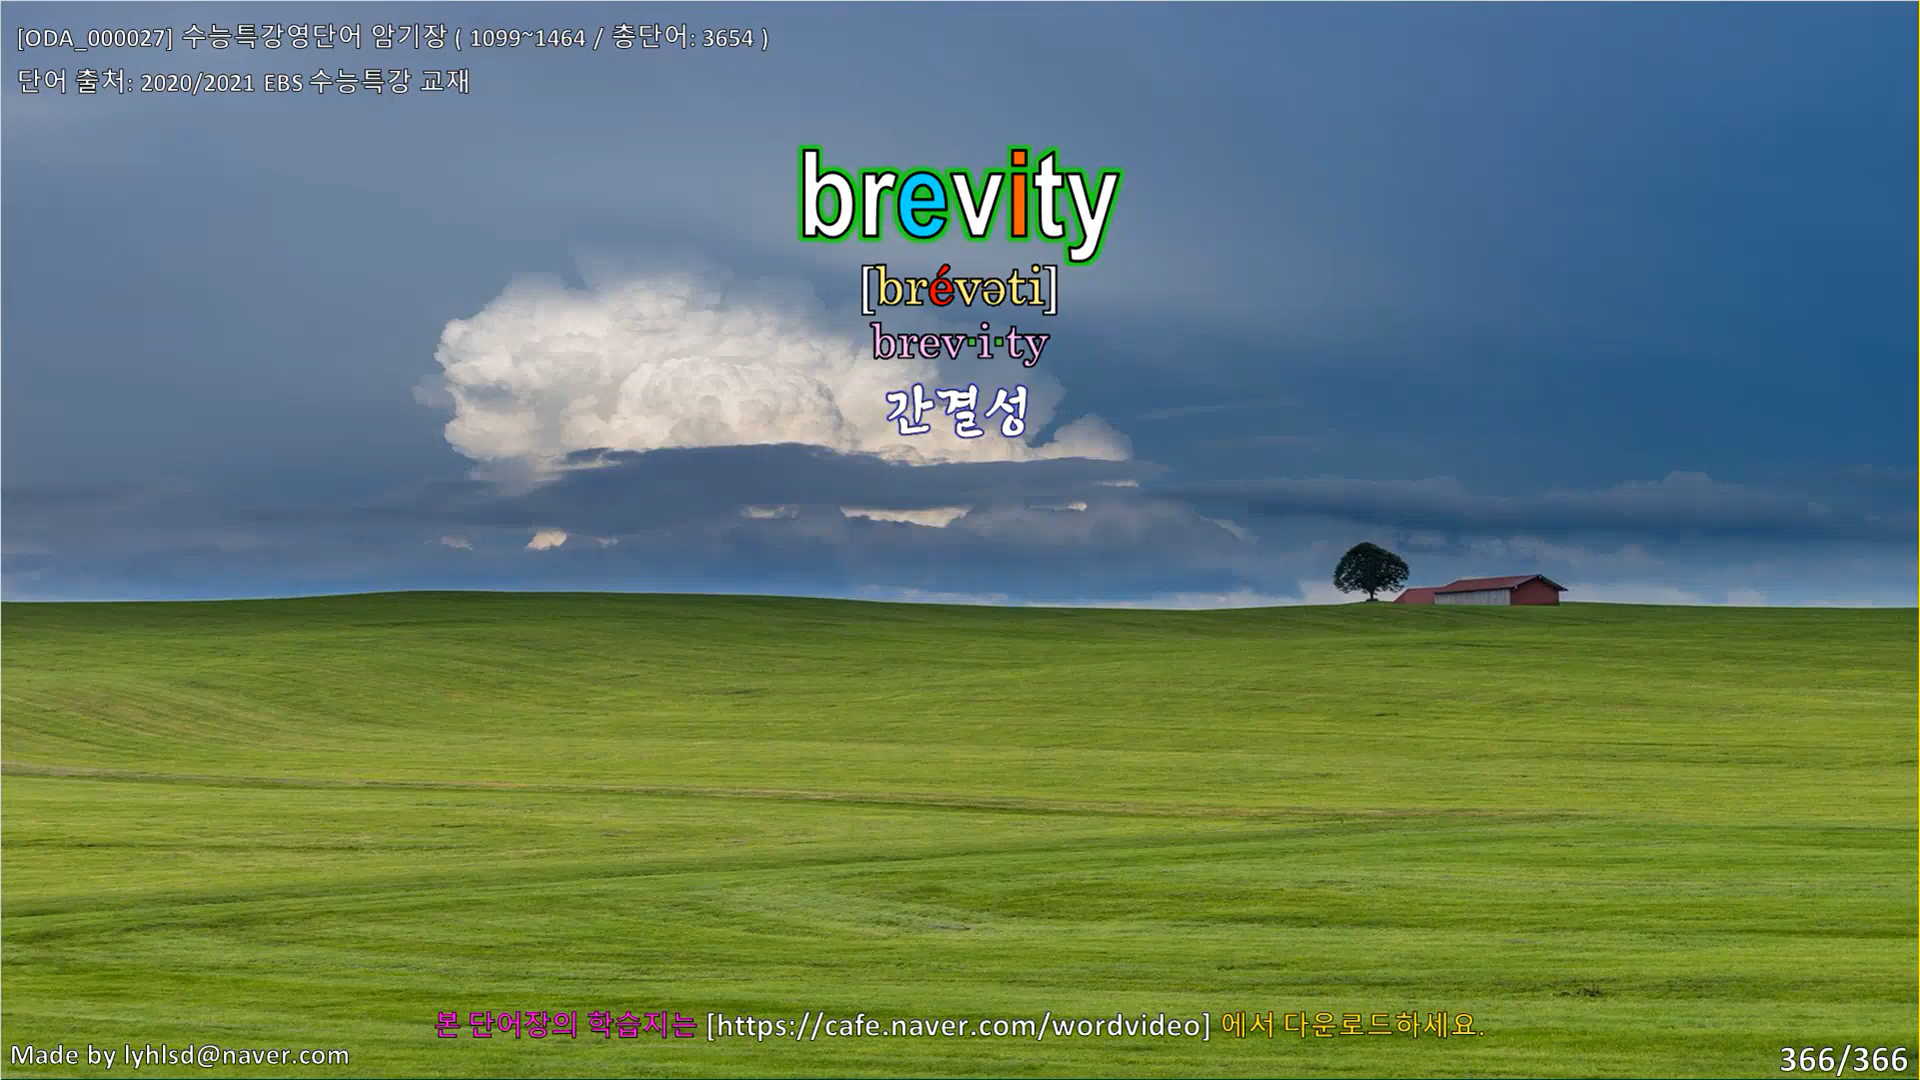 [ODA_000027] 수능특강영단어 암기장 ( 1099~1464 / 총단어: 3654 )
단어 출처: 2020/2021 EBS 수능특강 교재
brevity
[brévəti]
brev·i·ty
간결성
본 단어장의 학습지는 [https://cafe.naver.com/wordvideo] 에서 다운로드하세요.
Made by lyhlsd@naver.com
366/366